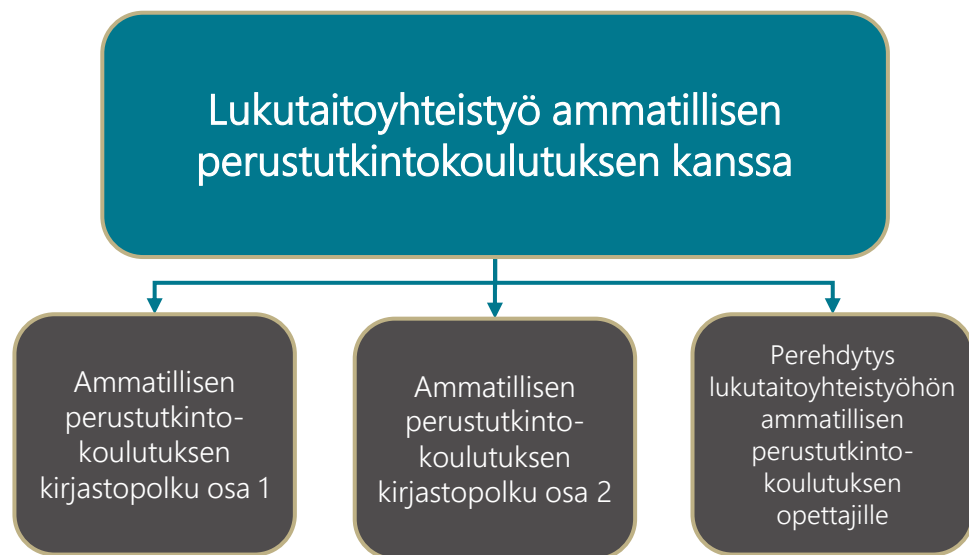 Lukutaitoyhteistyö ammatillisen
perustutkintokoulutuksen kanssa
Ammatillisen
perustutkinto-
koulutuksen
kirjastopolku osa 1
Ammatillisen
perustutkinto-
koulutuksen
kirjastopolku osa 2
Perehdytys
lukutaitoyhteistyöhön
ammatillisen
perustutkinto-
koulutuksen
opettajille